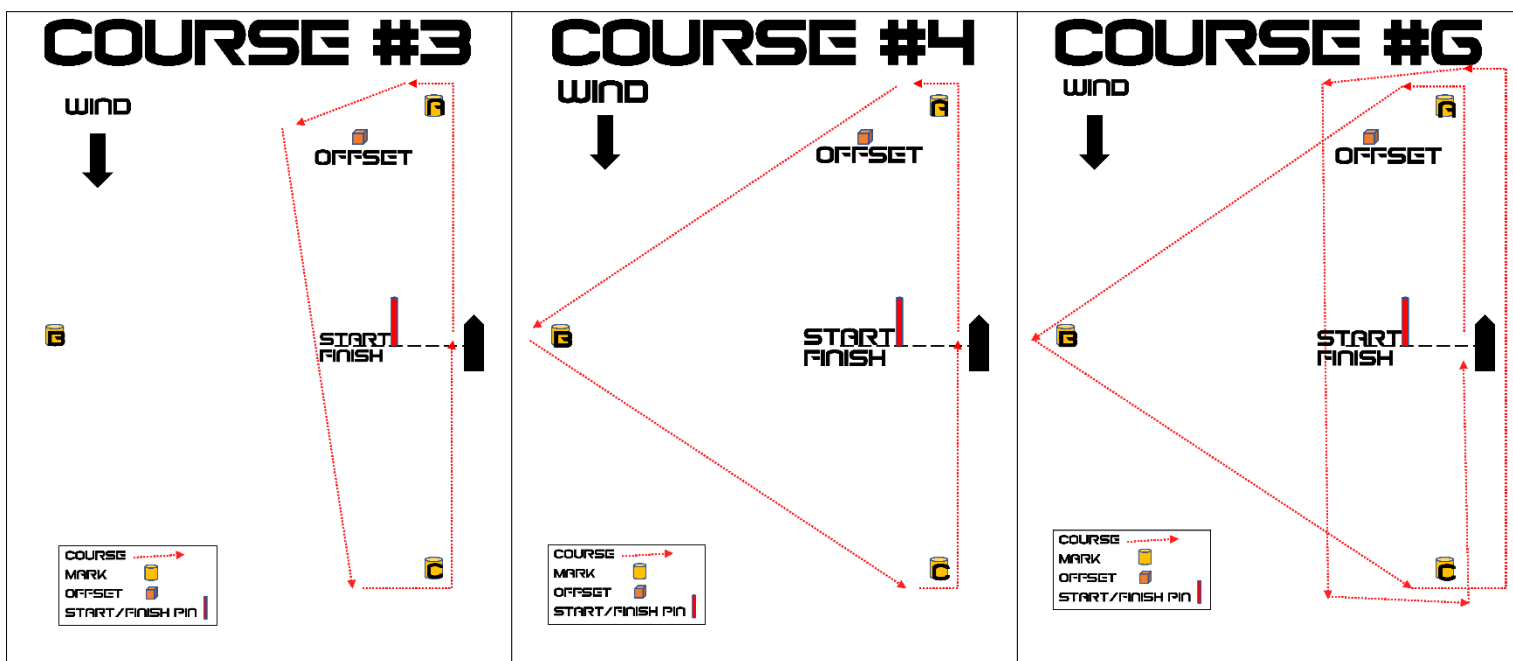 COURSE #3
WIND
A
OFFSET
B
START
FINISH
C
COURSE
MARK
OFFSET
START/FINISH PIN
COURSE #4
WIND
A
OFFSET
B
START
FINISH
C
COURSE
MARK
OFFSET
START/FINISH PIN
COURSE #6
WIND
A
OFFSET
B
START
FINISH
C
COURSE
MARK
OFFSET
START/FINISH PIN